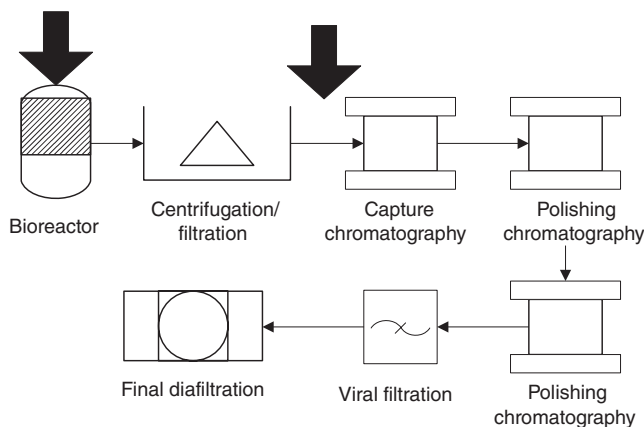 Bioreactor
Centrifugation/
filtration
Capture
chromatography
Polishing
chromatography
Final diafiltration
Viral filtration
Polishing
chromatography